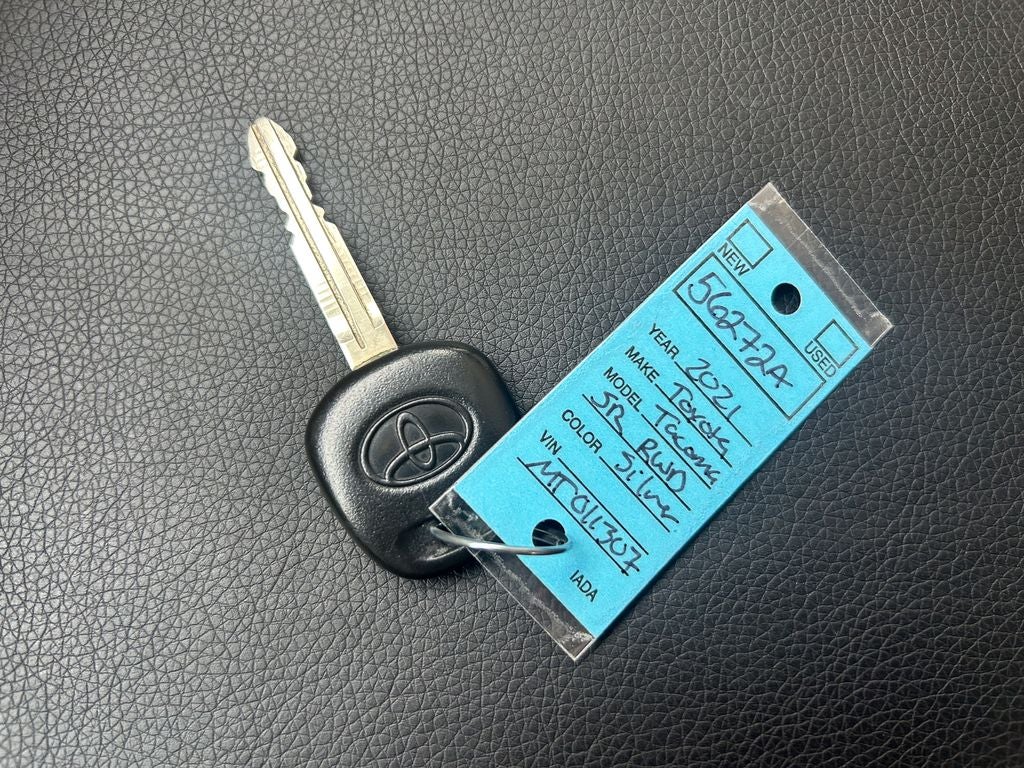 NEW
USED
56272A
YEAR 2021
MAKE Toyota
MODEL Tacoma
SR RWD
COLOR Silver
VIN
MT011307
IADA